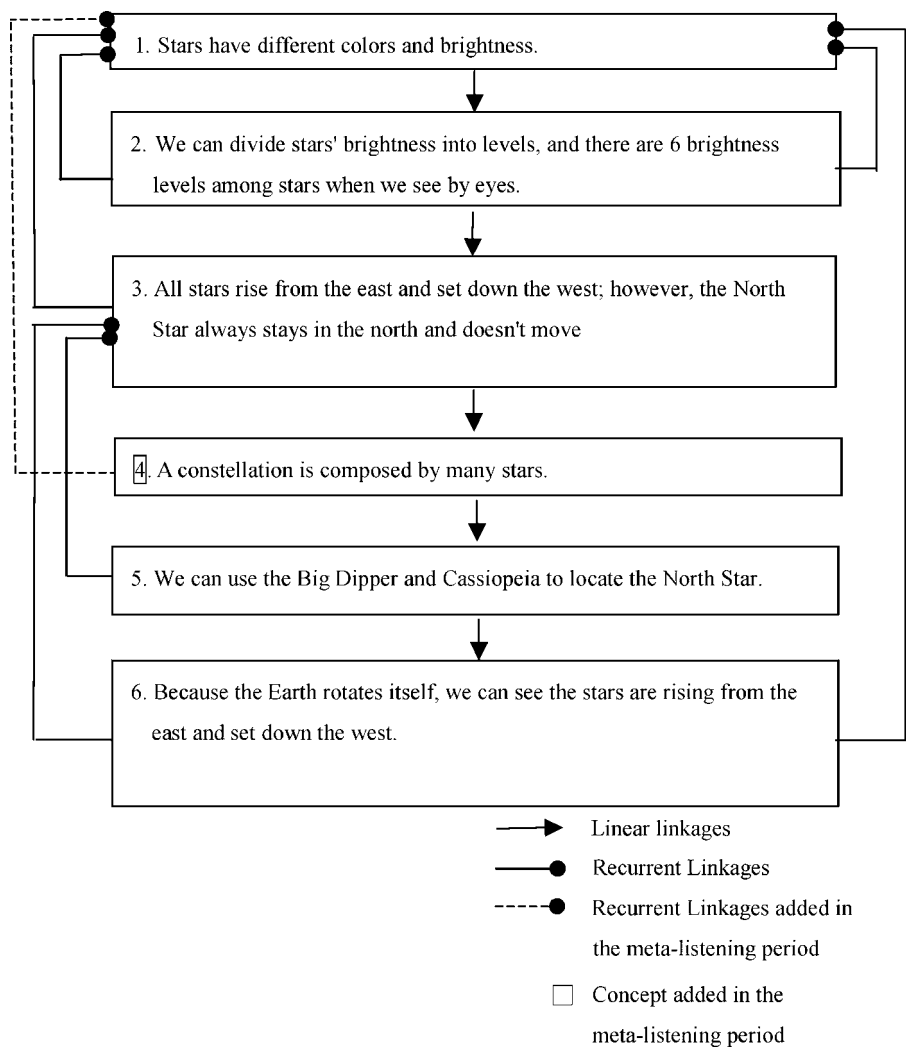 1. Stars have different colors and brightness.
2. We can divide stars' brightness into levels, and there are 6 brightness
levels among stars when we see by eyes.
3. All stars rise from the east and set down the west; however, the North
Star always stays in the north and doesn't move
4. A constellation is composed by many stars.
5. We can use the Big Dipper and Cassiopeia to locate the North Star.
6. Because the Earth rotates itself, we can see the stars are rising from the
east and set down the west.
Linear linkages
Recurrent Linkages
Recurrent Linkages added in
the meta-listening period
Concept added in the
meta-listening period